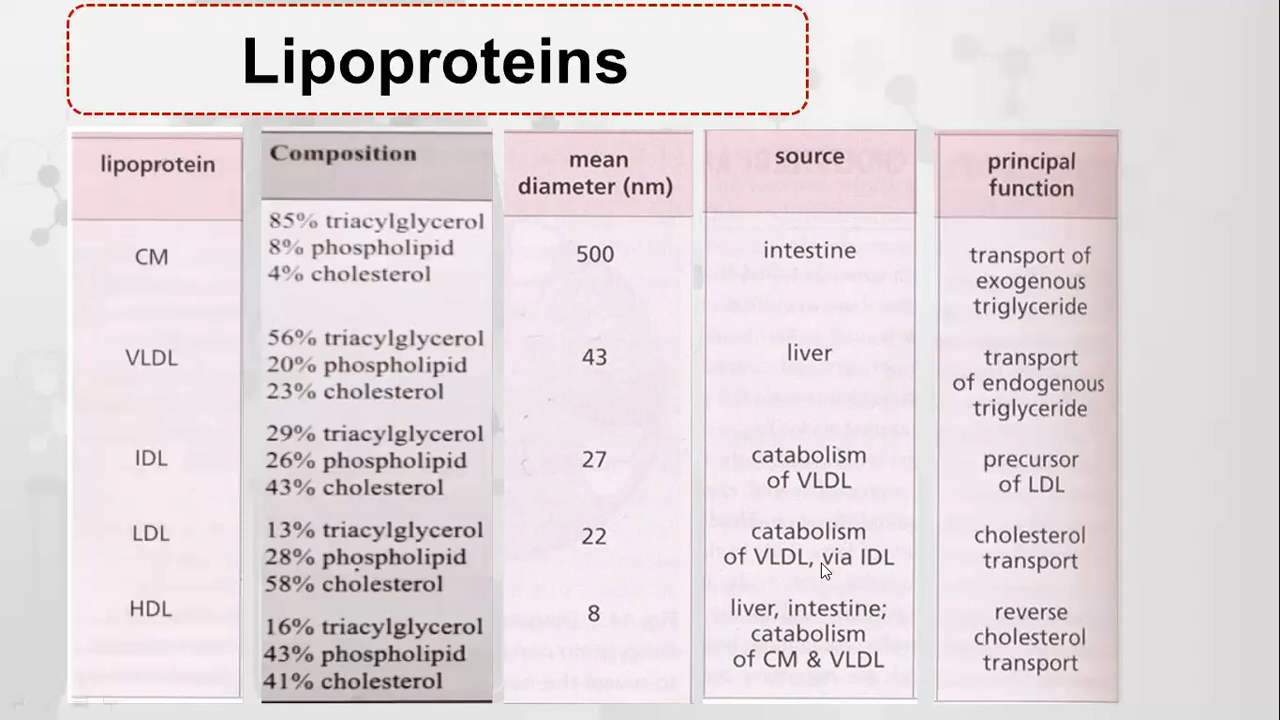 Lipoproteins
lipoprotein
CM
VLDL
IDL
LDL
HDL
Composition
85% triacylglycerol
8% phospholipid
4% cholesterol
56% triacylglycerol
20% phospholipid
23% cholesterol
29% triacylglycerol
26% phospholipid
43% cholesterol
13% triacylglycerol
28% phospholipid
58% cholesterol
16% triacylglycerol
43% phospholipid
41% cholesterol
mean
diameter (nm)
500
43
27
22
8
source
intestine
liver
catabolism
of VLDL
catabolism
of VLDL, via IDL
liver, intestine;
catabolism
of CM & VLDL
principal
function
transport of
exogenous
triglyceride
transport
of endogenous
triglyceride
precursor
of LDL
cholesterol
transport
reverse
cholesterol
transport